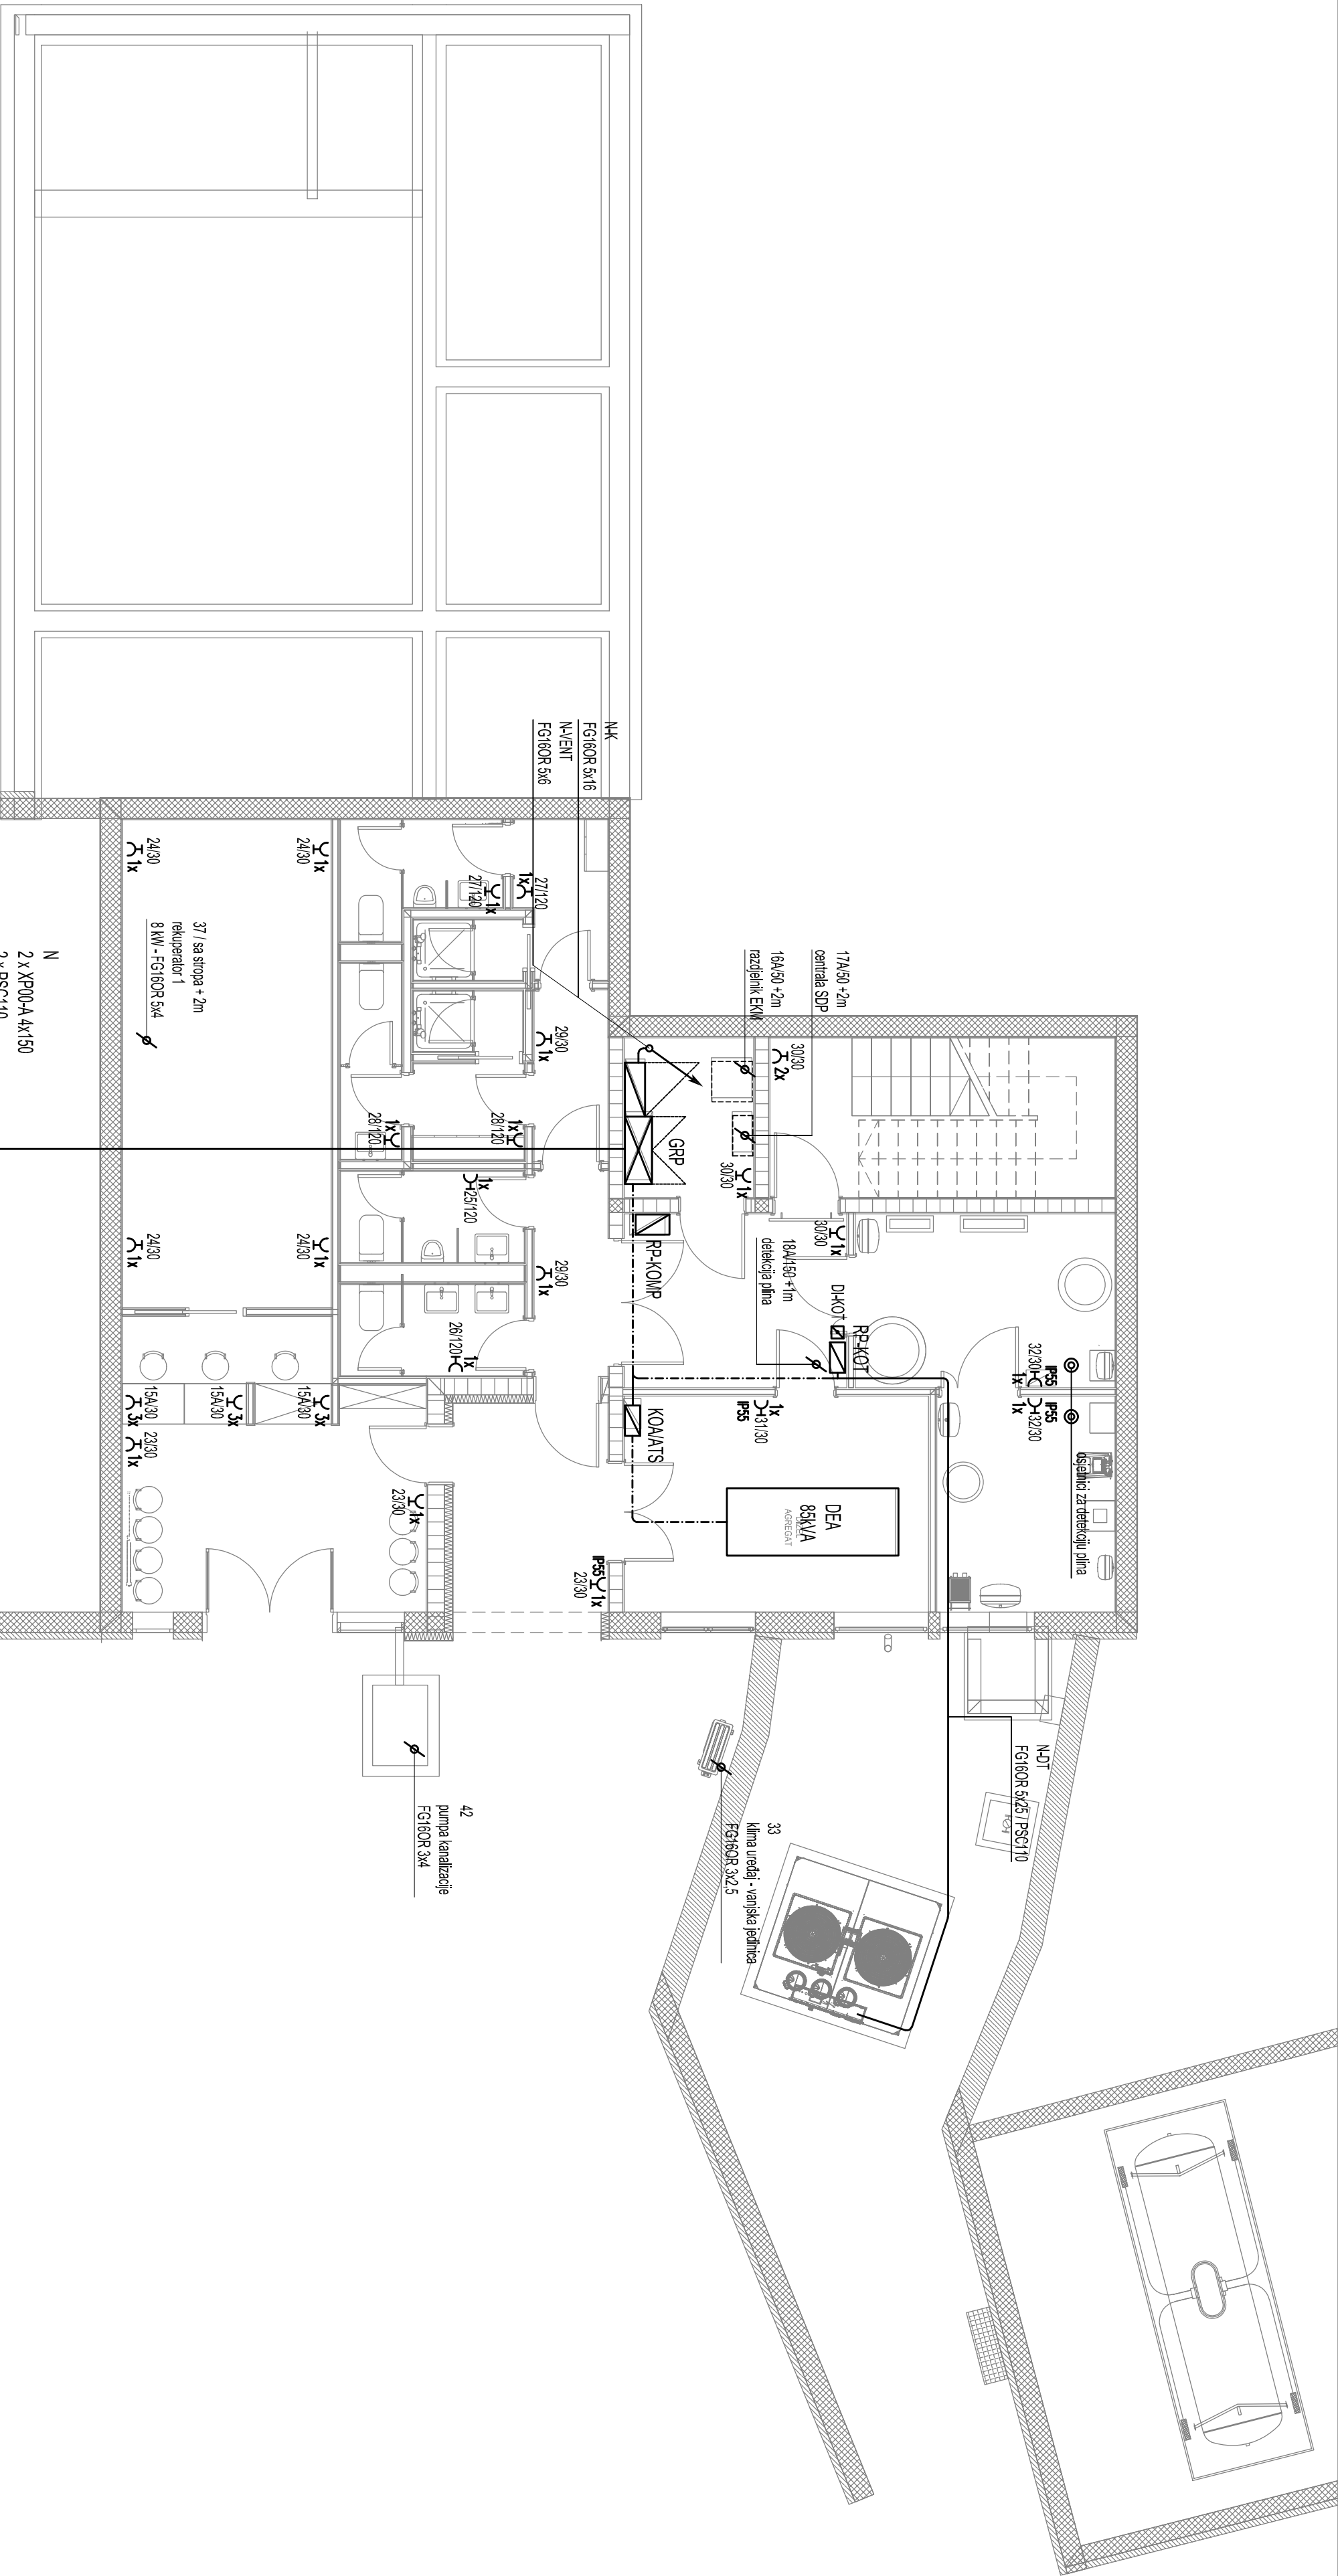 N-K
FG16OR 5x16
N-VENT
FG16OR 5x6
17A/50 +2m
centrala SDP
16A/50 +2m
razdjelnik EKM
30/30
2x
GRP
1x
30/30
1x
30/30
18A/150 +1m
detekcija plina
DI-KOT
RP-KOT
RP-KOMP
KOA/ATS
1x
31/30
IP55
IP55
32/30
1x
IP55
32/30
1x
osjetnici za detekciju plina
DEA
85kVA
AGREGAT
IP55
1x
23/30
27/120
1x
1x
27/120
29/30
1x
1x
28/120
1x
28/120
1x
25/120
29/30
1x
1x
26/120
1x
24/30
24/30
1x
37 / sa stropa + 2m
rekuperator 1
8 kW - FG16OR 5x4
1x
24/30
24/30
1x
3x
15A/30
3x
15A/30
15A/30
3x
23/30
1x
1x
23/30
N
2 x XP00-A 4x150
2 x PSC110
N-DT
FG16OR 5x25 / PSC110
33
klima uređaj - vanjska jedinica
FG16OR 3x2,5
42
pumpa kanalizacije
FG16OR 3x4